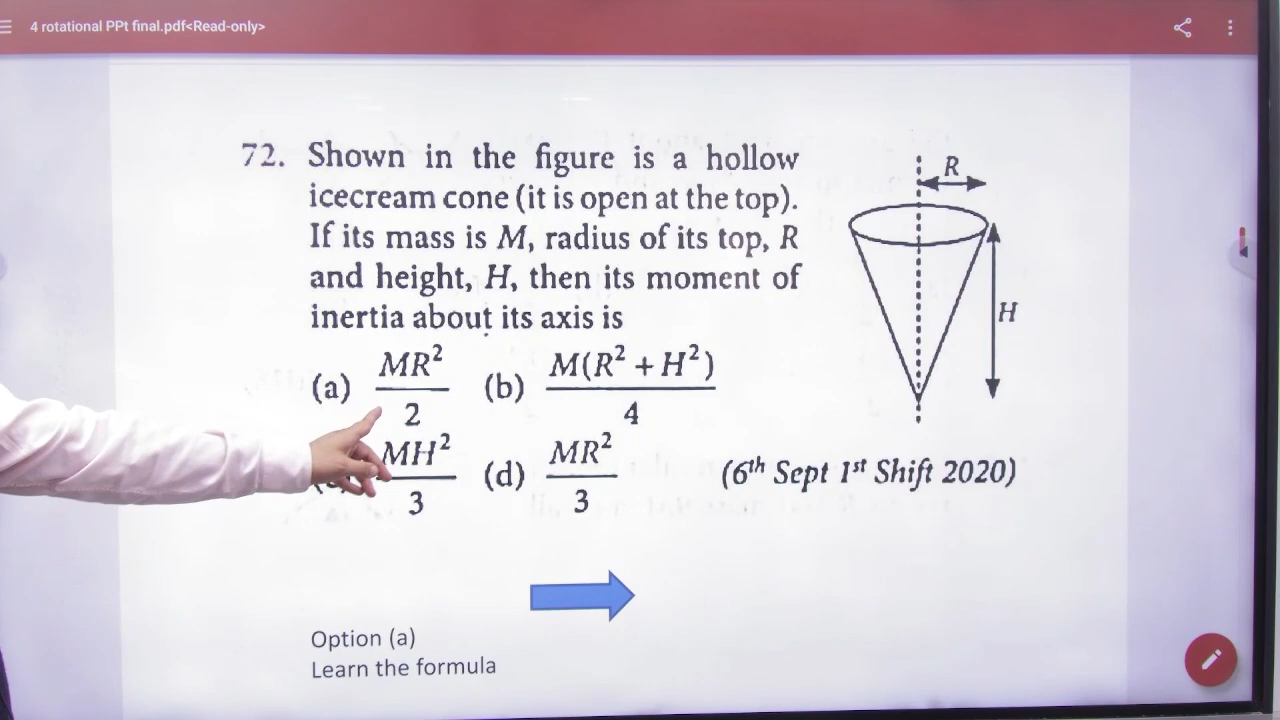 4 rotational PPt final.pdf<Read-only>
72. Shown in the figure is a hollow
icecream cone (it is open at the top).
If its mass is M, radius of its top, R
and height, H, then its moment of
inertia about its axis is
(a) MR²/2 (b) M(R² + H²)/4
MH²/3 (d) MR²/3 (6th Sept 1st Shift 2020)
R
H
Option (a)
Learn the formula